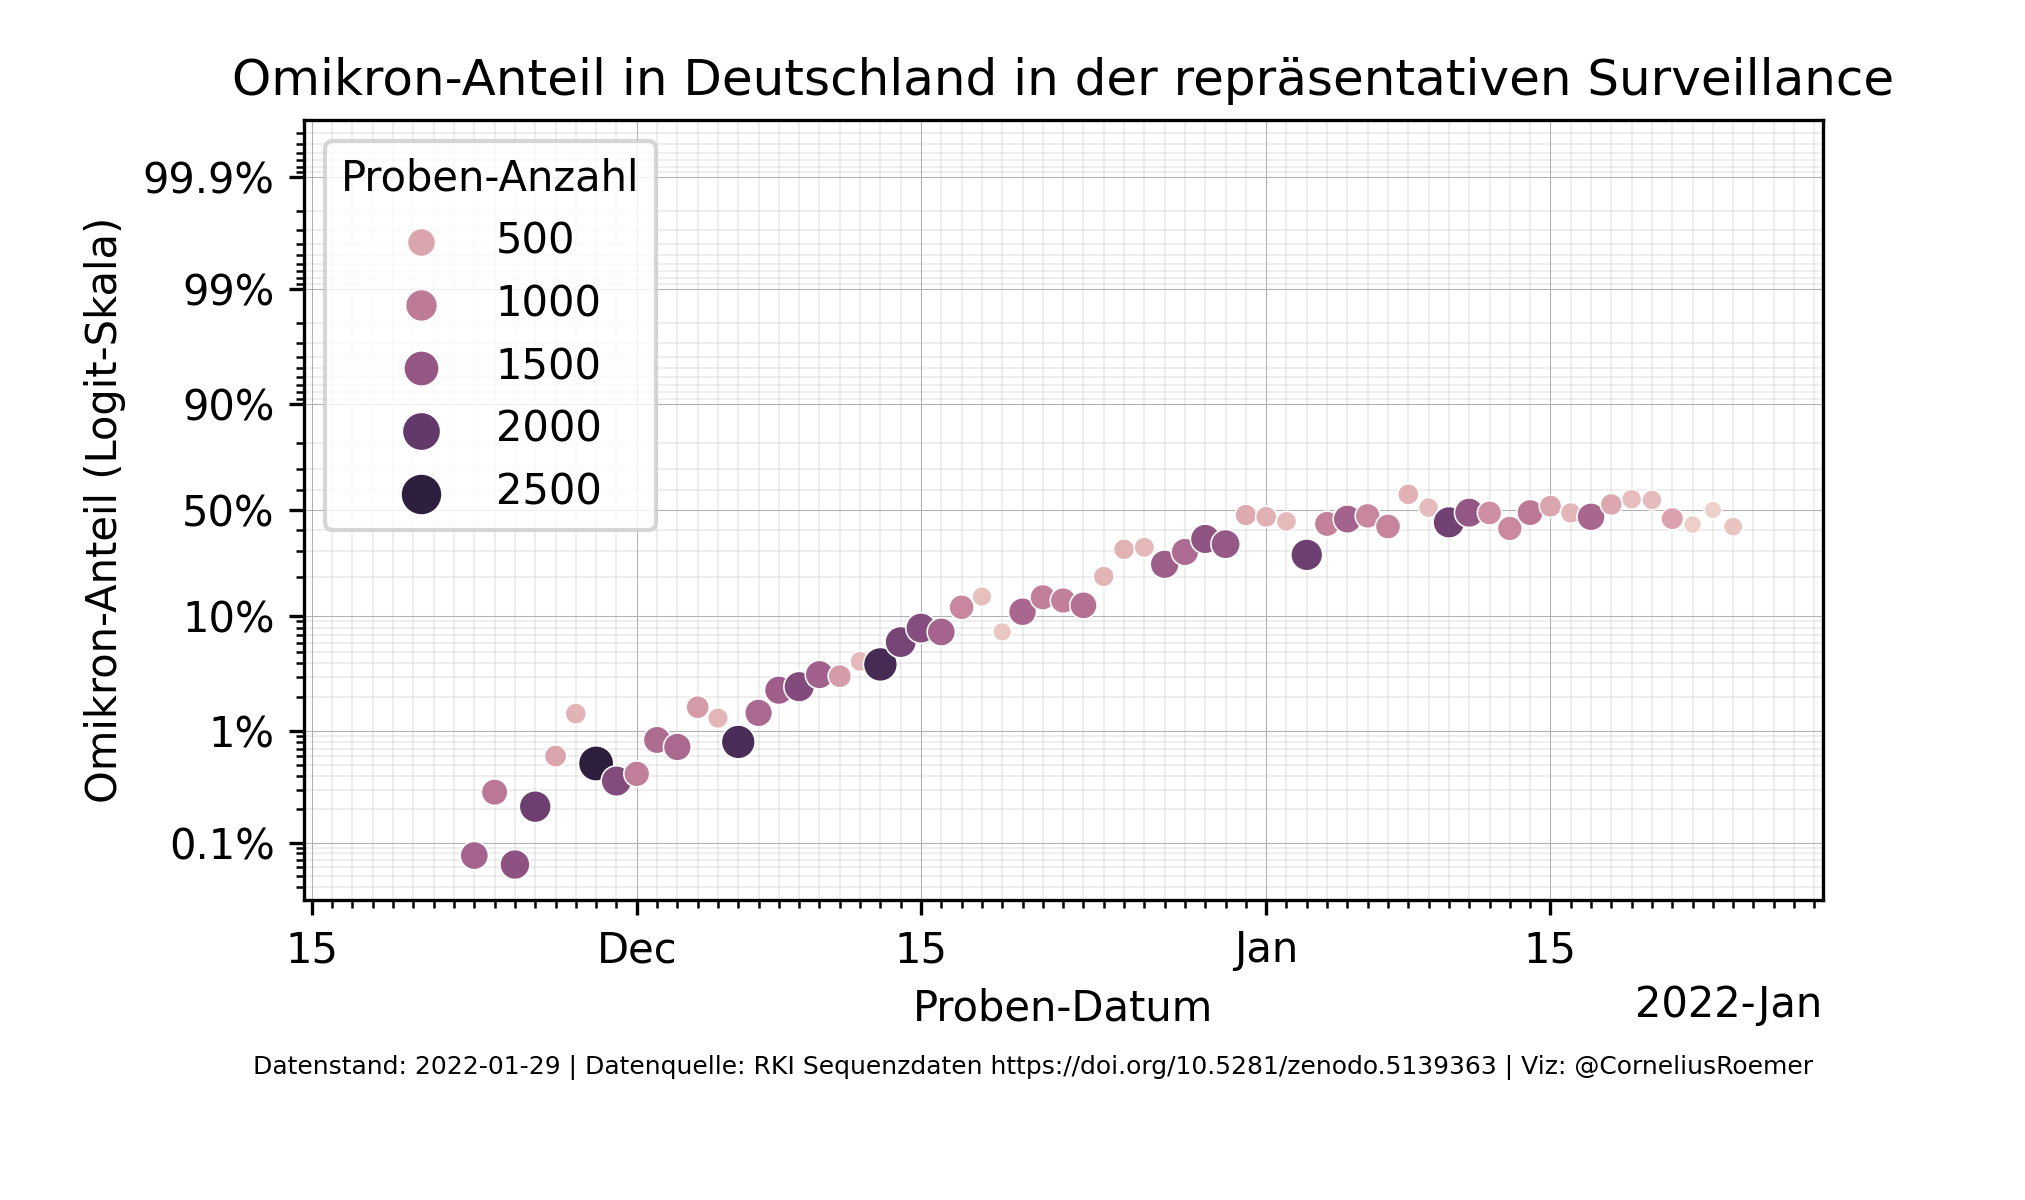 Omikron-Anteil in Deutschland in der repräsentativen Surveillance
Omikron-Anteil (Logit-Skala)
99.9%
99%
90%
50%
10%
1%
0.1%
Proben-Anzahl
500
1000
1500
2000
2500
15 Dec 15 Jan 15
Proben-Datum
2022-Jan
Datenstand: 2022-01-29 | Datenquelle: RKI Sequenzdaten https://doi.org/10.5281/zenodo.5139363 | Viz: @CorneliusRoemer